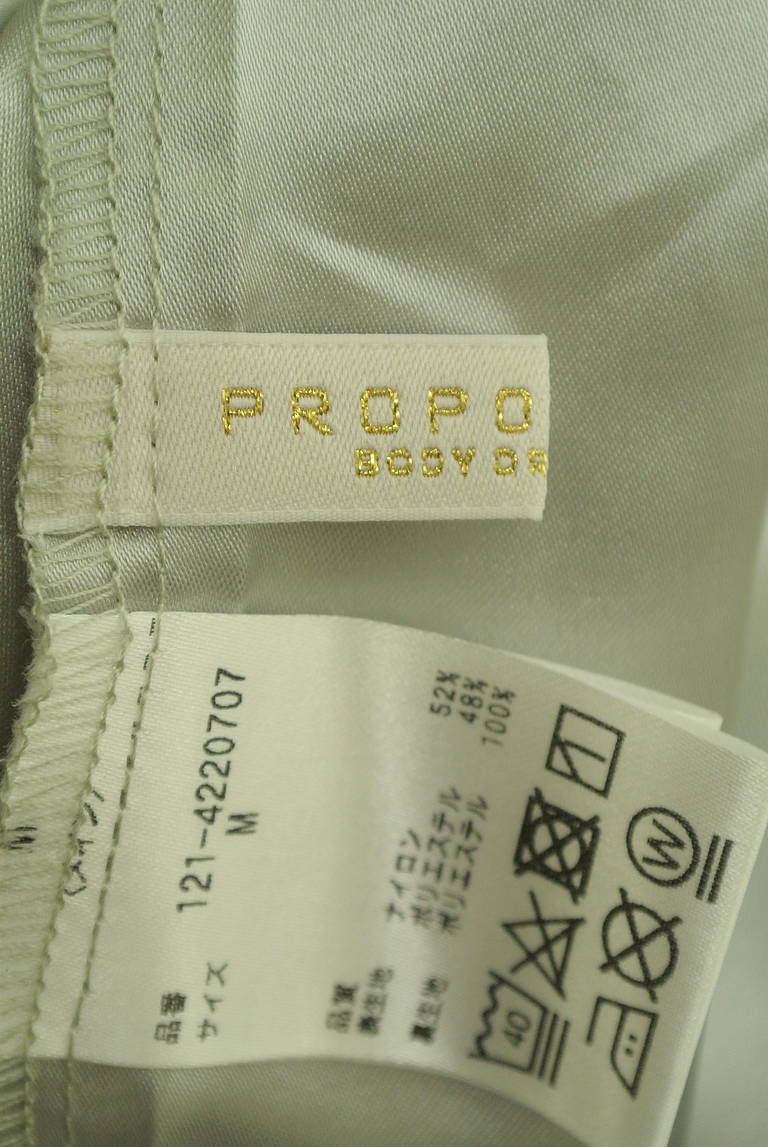 PROPO
BODY DR
品番 121-4220707
サイズ M
品質
表生地 ナイロン 52%
ポリエステル 48%
裏生地 ポリエステル 100%
40
W